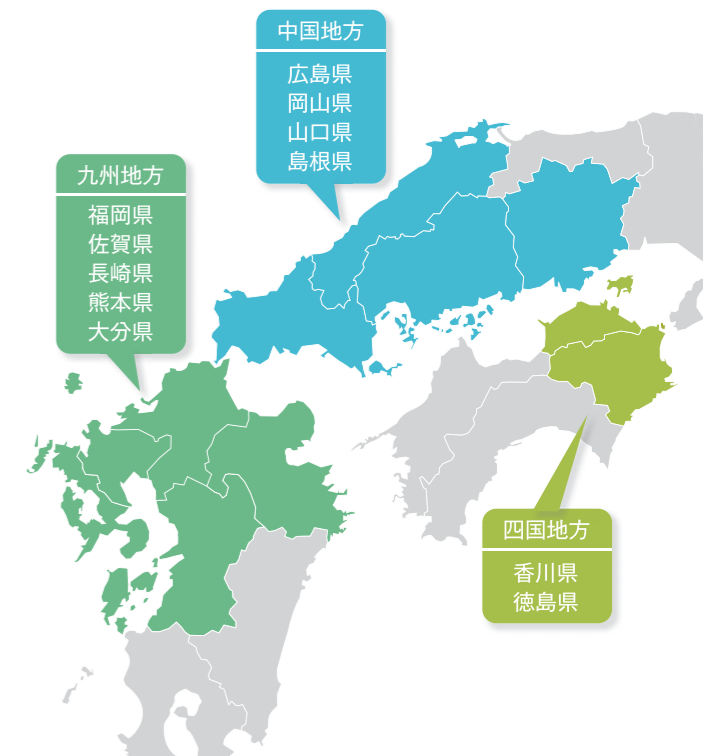 中国地方
広島県
岡山県
山口県
島根県
九州地方
福岡県
佐賀県
長崎県
熊本県
大分県
四国地方
香川県
徳島県